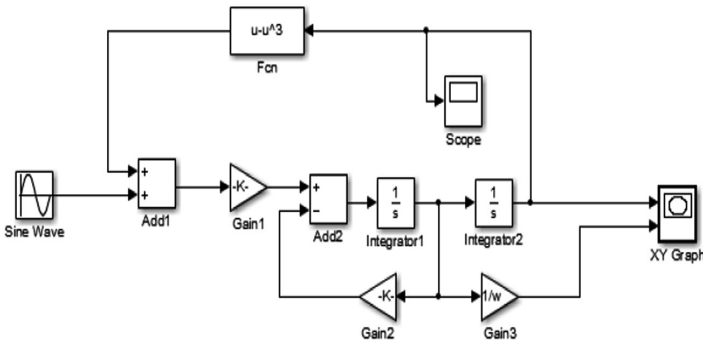 u-u^3
Fcn
Scope
+
+
Add1
-K-
Gain1
+
−
Add2
1
s
Integrator1
1
s
Integrator2
Sine Wave
XY Graph
-K-
Gain2
1/w
Gain3